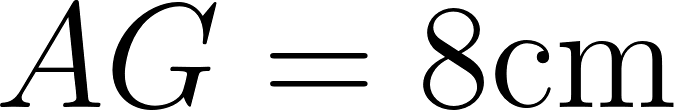 AG = 8cm